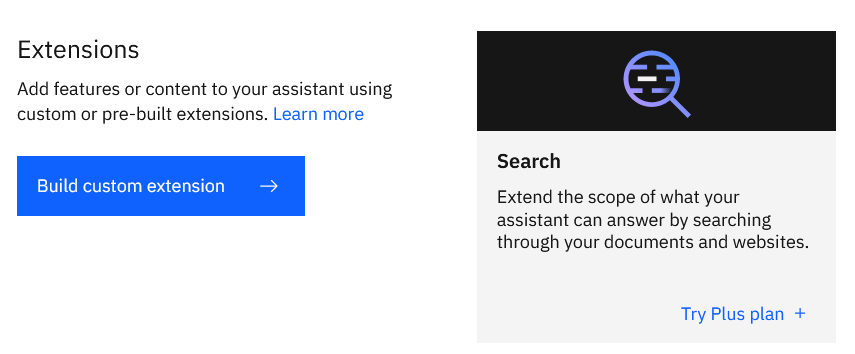 Extensions
Add features or content to your assistant using
custom or pre-built extensions. Learn more
Build custom extension
Search
Extend the scope of what your
assistant can answer by searching
through your documents and websites.
Try Plus plan +